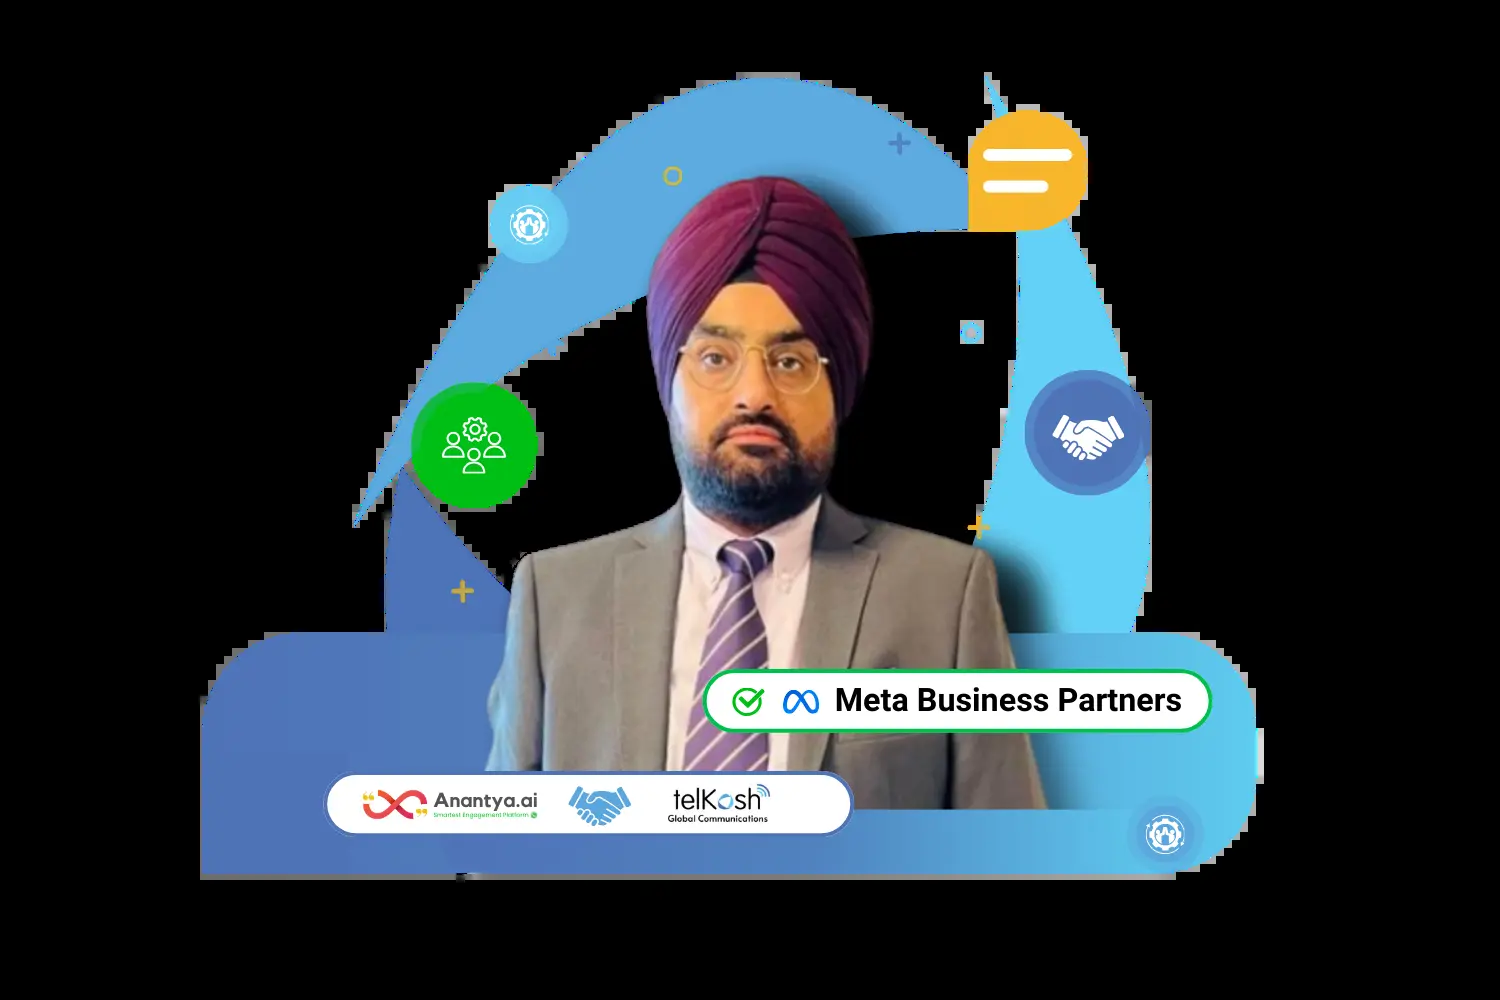 Meta Business Partners
Anantya.ai
Smartest Engagement Platform
telKosh
Global Communications